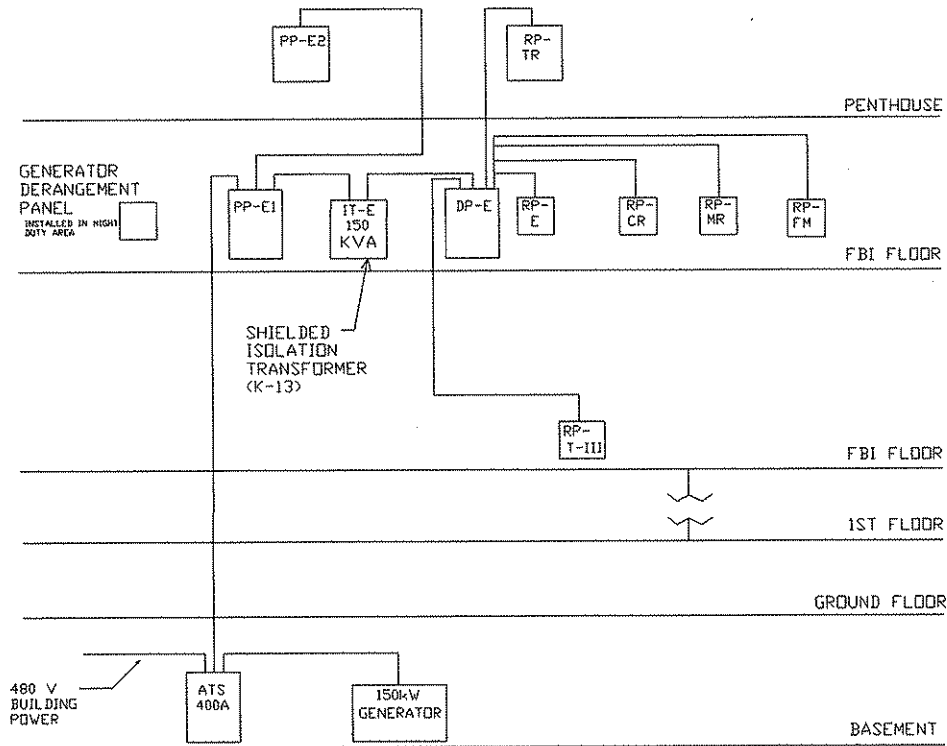 PP-E2
RP-
TR
PENTHOUSE
GENERATOR
DERANGEMENT
PANEL
INSTALLED IN NIGHT
DUTY AREA
PP-E1
IT-E
150
KVA
DP-E
RP-
E
RP-
CR
RP-
MR
RP-
FM
FBI FLOOR
SHIELDED
ISOLATION
TRANSFORMER
(K-13)
RP-
T-III
FBI FLOOR
1ST FLOOR
GROUND FLOOR
480 V
BUILDING
POWER
ATS
400A
150kW
GENERATOR
BASEMENT